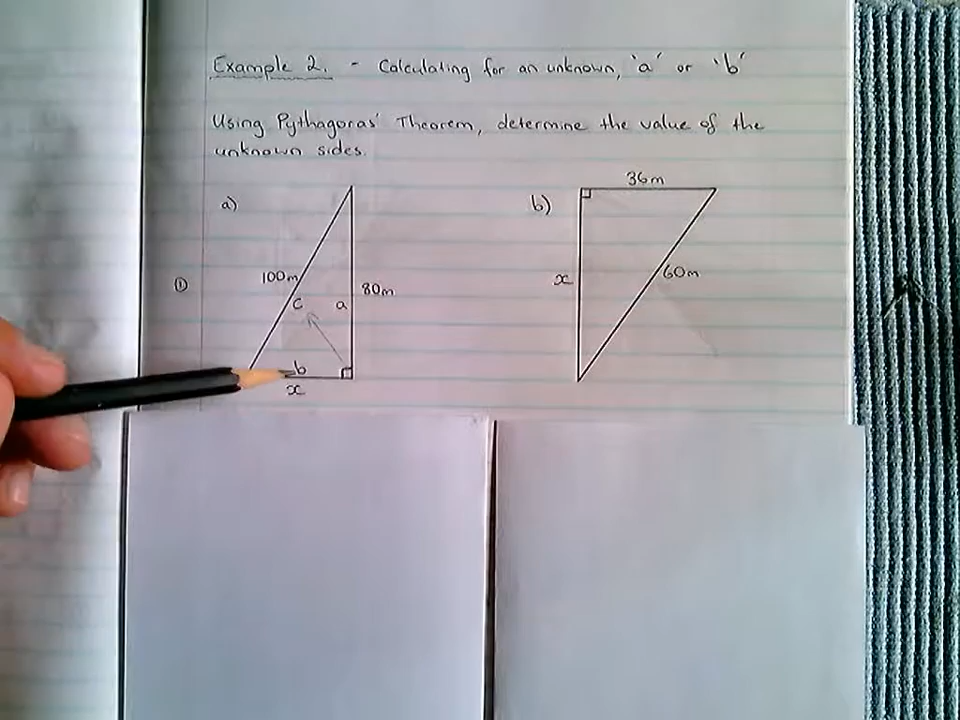 Example 2. - Calculating for an unknown, 'a' or 'b'
Using Pythagoras' Theorem, determine the value of the
unknown sides.
a)
100m
80m
c
a
b
x
①
b)
36m
x
60m